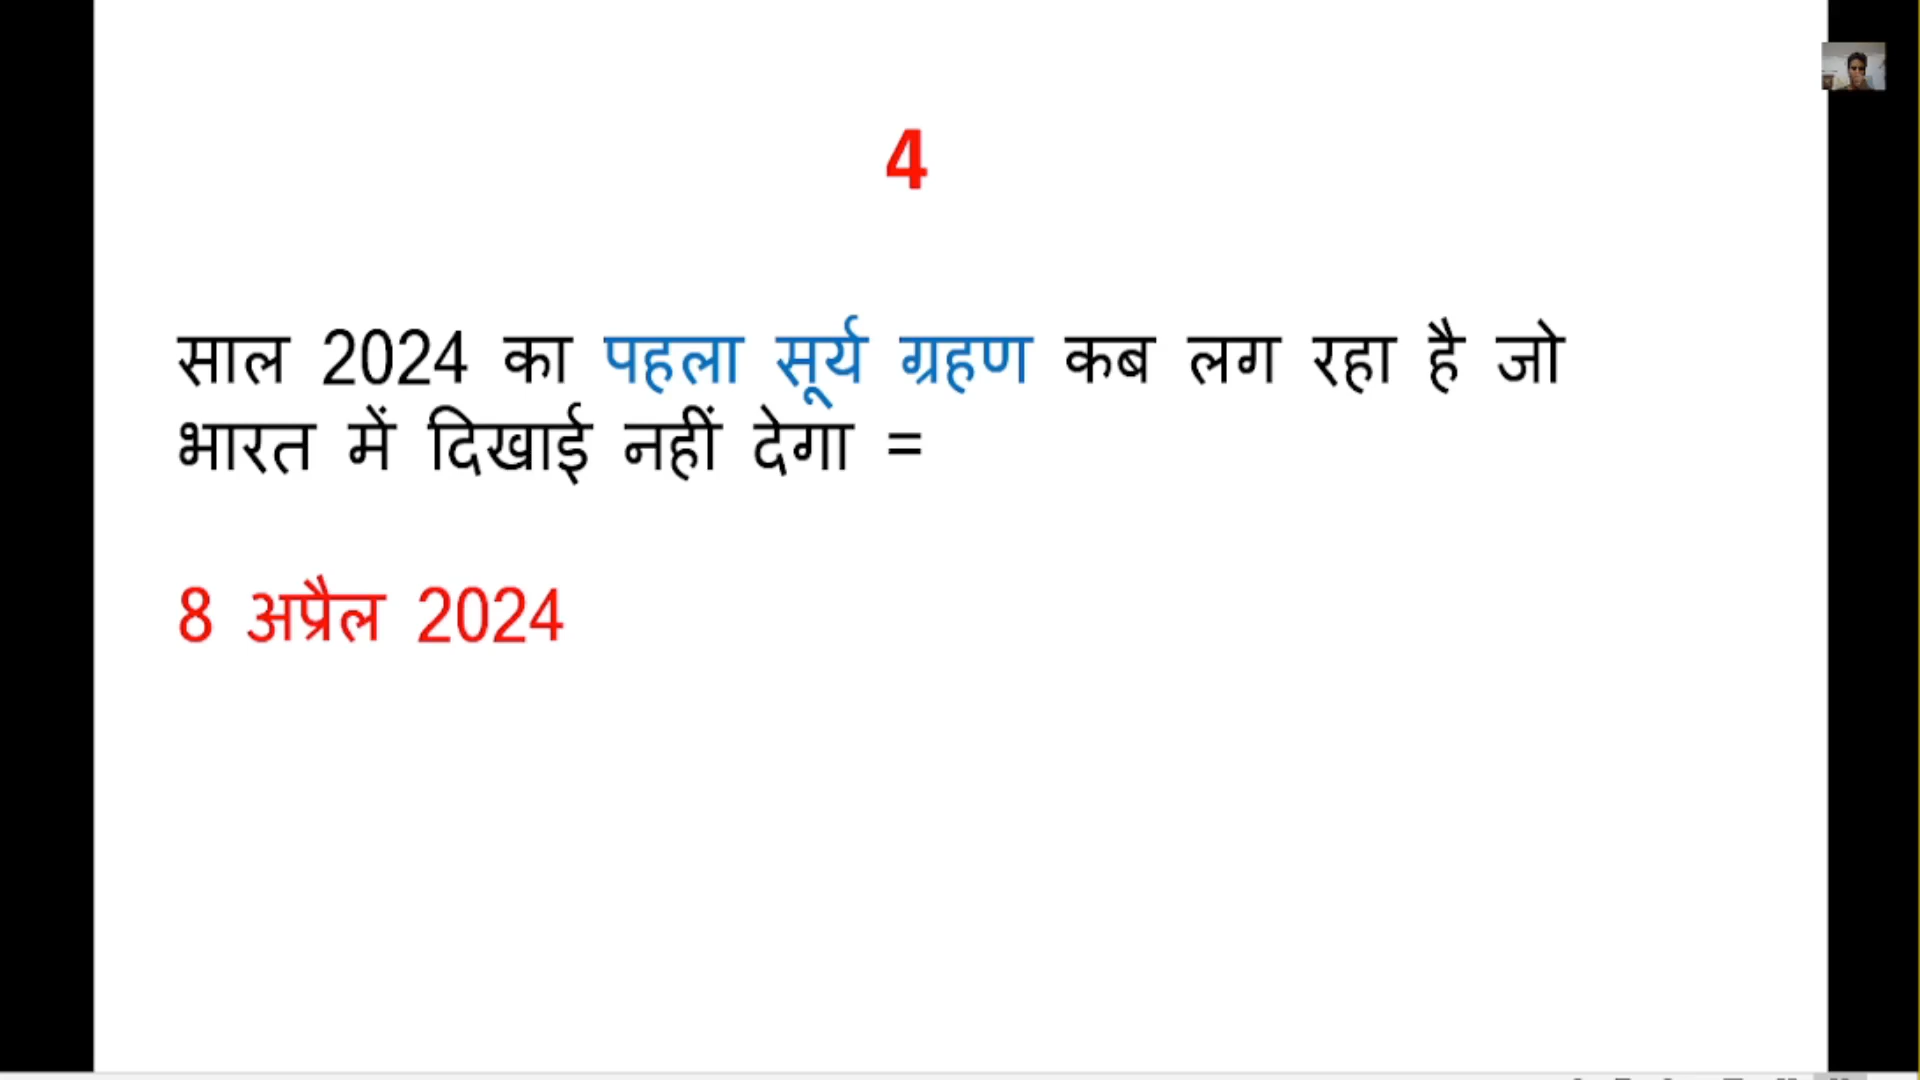 4
साल 2024 का पहला सूर्य ग्रहण कब लग रहा है जो
भारत में दिखाई नहीं देगा =
8 अप्रैल 2024